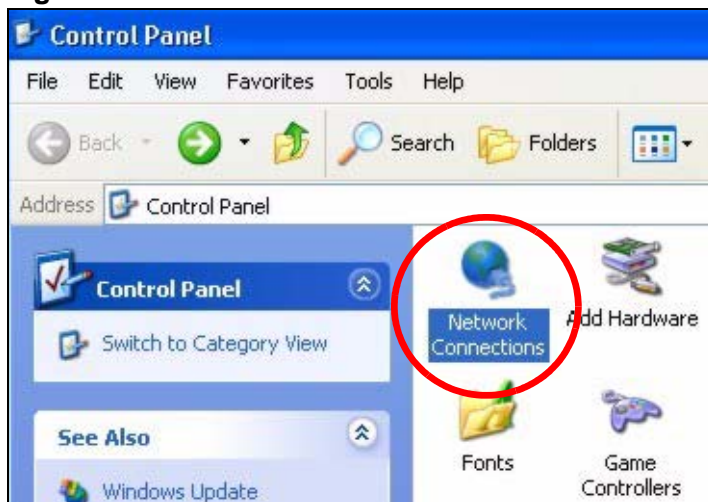 Control Panel
File Edit View Favorites Tools Help
Back Search Folders
Address Control Panel
Control Panel
Switch to Category View
See Also
Windows Update
Network
Connections
Add Hardware
Fonts
Game
Controllers